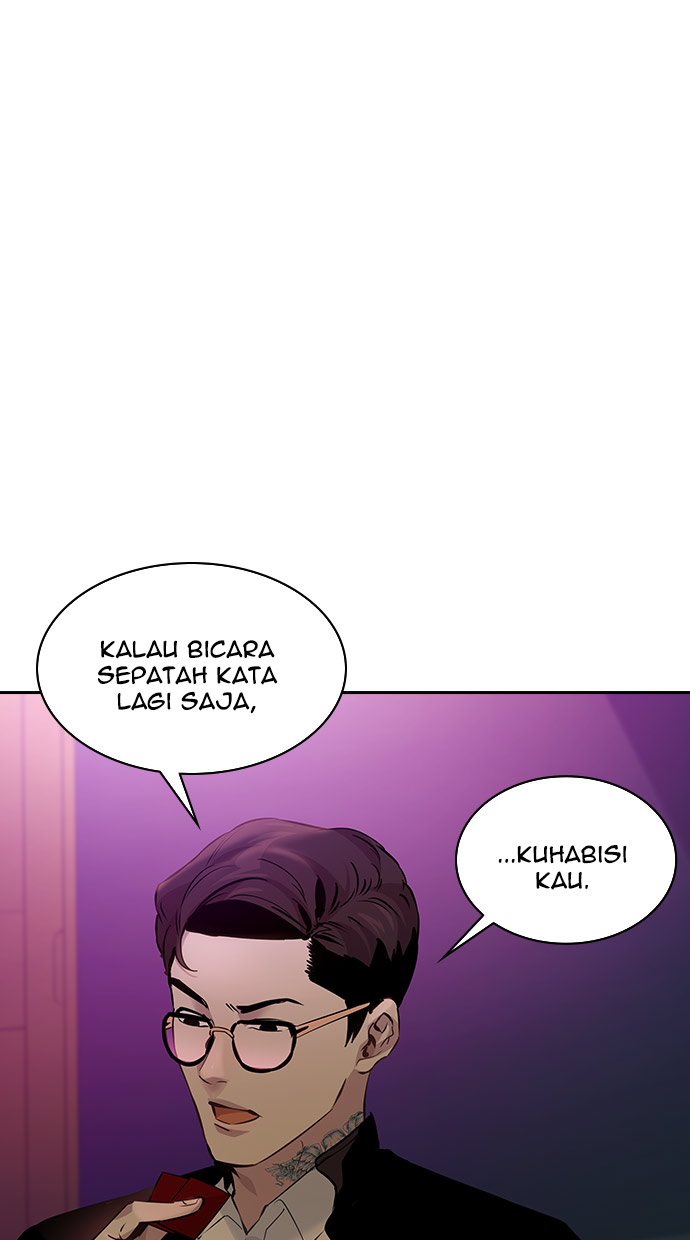 KALAU BICARA
SEPATAH KATA
LAGI SAJA,
...KUHABISI
KAU.